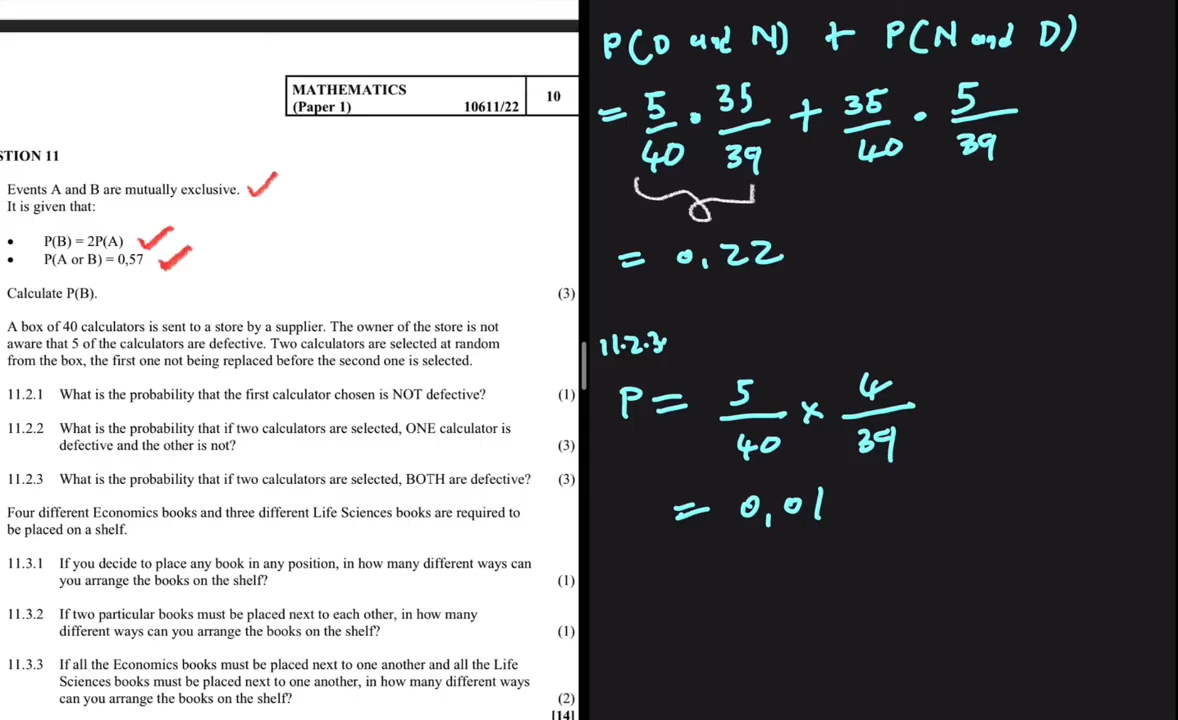 MATHEMATICS
(Paper 1) 10611/22
10
STION 11
Events A and B are mutually exclusive.
It is given that:
• P(B) = 2P(A)
• P(A or B) = 0,57
Calculate P(B). (3)
A box of 40 calculators is sent to a store by a supplier. The owner of the store is not
aware that 5 of the calculators are defective. Two calculators are selected at random
from the box, the first one not being replaced before the second one is selected.
11.2.1 What is the probability that the first calculator chosen is NOT defective? (1)
11.2.2 What is the probability that if two calculators are selected, ONE calculator is
defective and the other is not? (3)
11.2.3 What is the probability that if two calculators are selected, BOTH are defective? (3)
Four different Economics books and three different Life Sciences books are required to
be placed on a shelf.
11.3.1 If you decide to place any book in any position, in how many different ways can
you arrange the books on the shelf? (1)
11.3.2 If two particular books must be placed next to each other, in how many
different ways can you arrange the books on the shelf? (1)
11.3.3 If all the Economics books must be placed next to one another and all the Life
Sciences books must be placed next to one another, in how many different ways
can you arrange the books on the shelf? (2)
[14]
P(D and N) + P(N and D)
= 5/40 . 35/39 + 35/40 . 5/39
= 0,22
11.2.3
P = 5/40 × 4/39
= 0,01